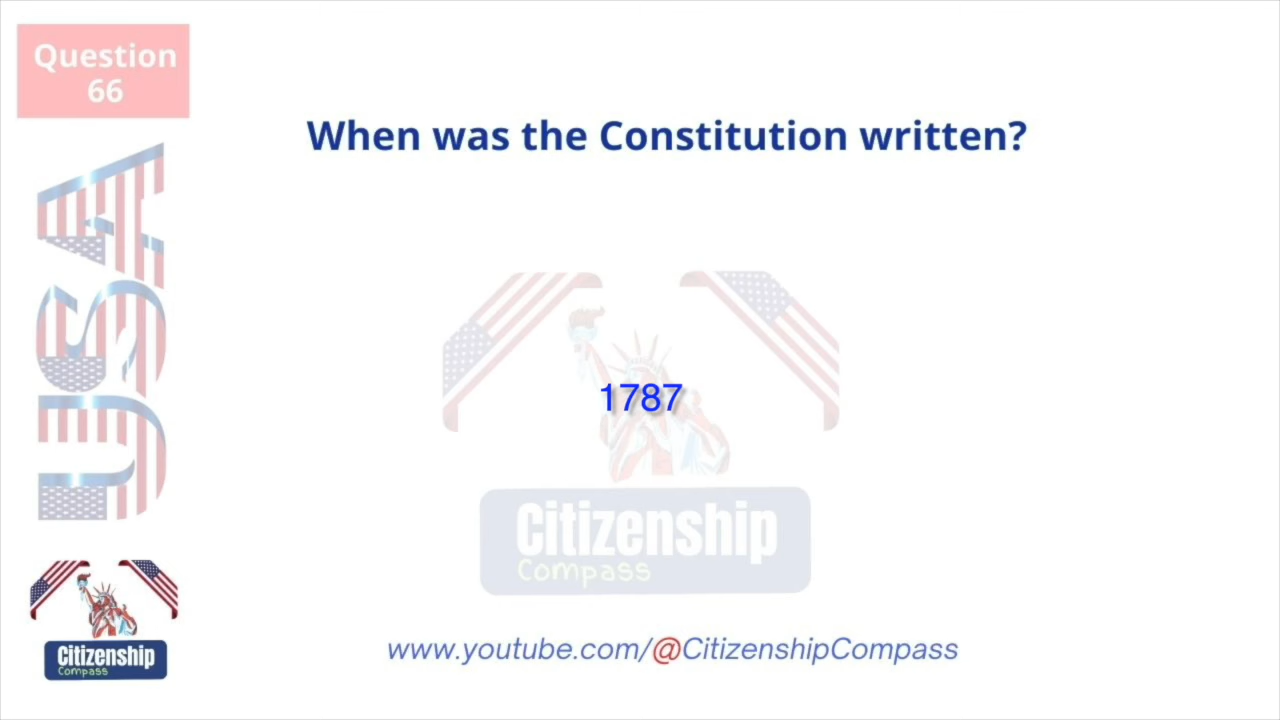 Question
66
When was the Constitution written?
USA
1787
Citizenship
Compass
www.youtube.com/@CitizenshipCompass
Citizenship
Compass